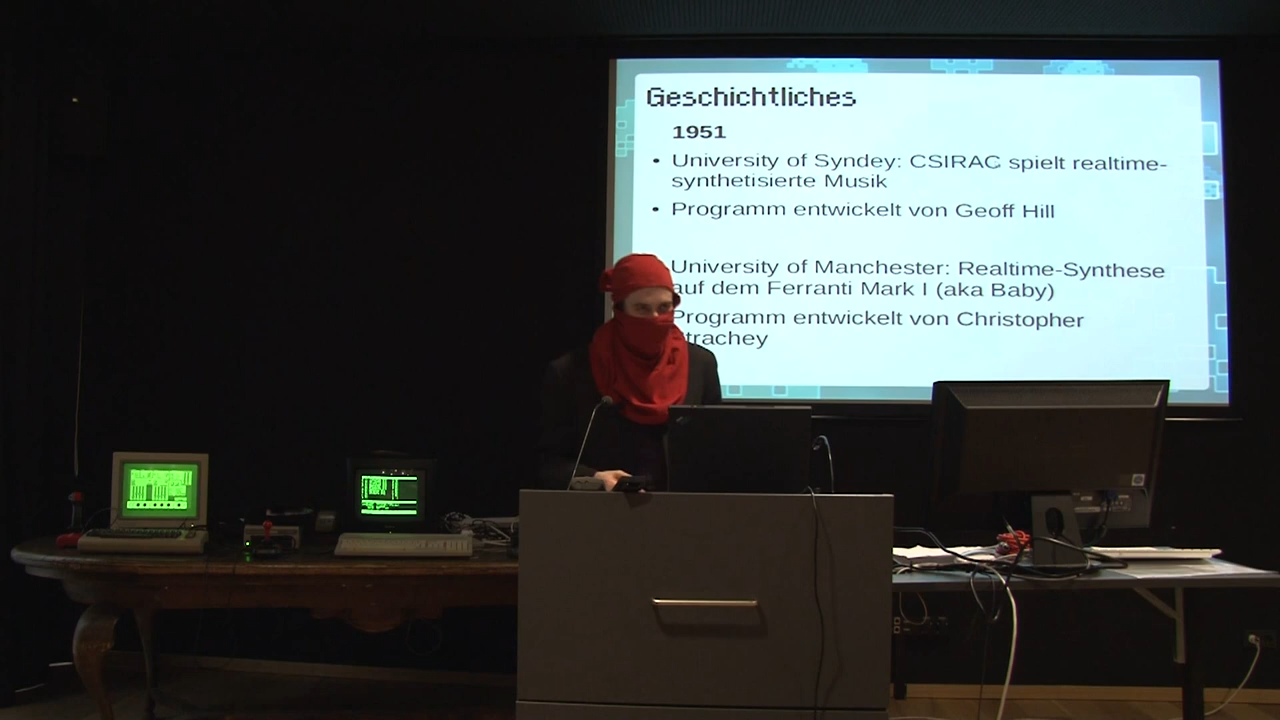 Geschichtliches
1951
• University of Syndey: CSIRAC spielt realtime-
synthetisierte Musik
• Programm entwickelt von Geoff Hill
University of Manchester: Realtime-Synthese
auf dem Ferranti Mark I (aka Baby)
Programm entwickelt von Christopher
trachey